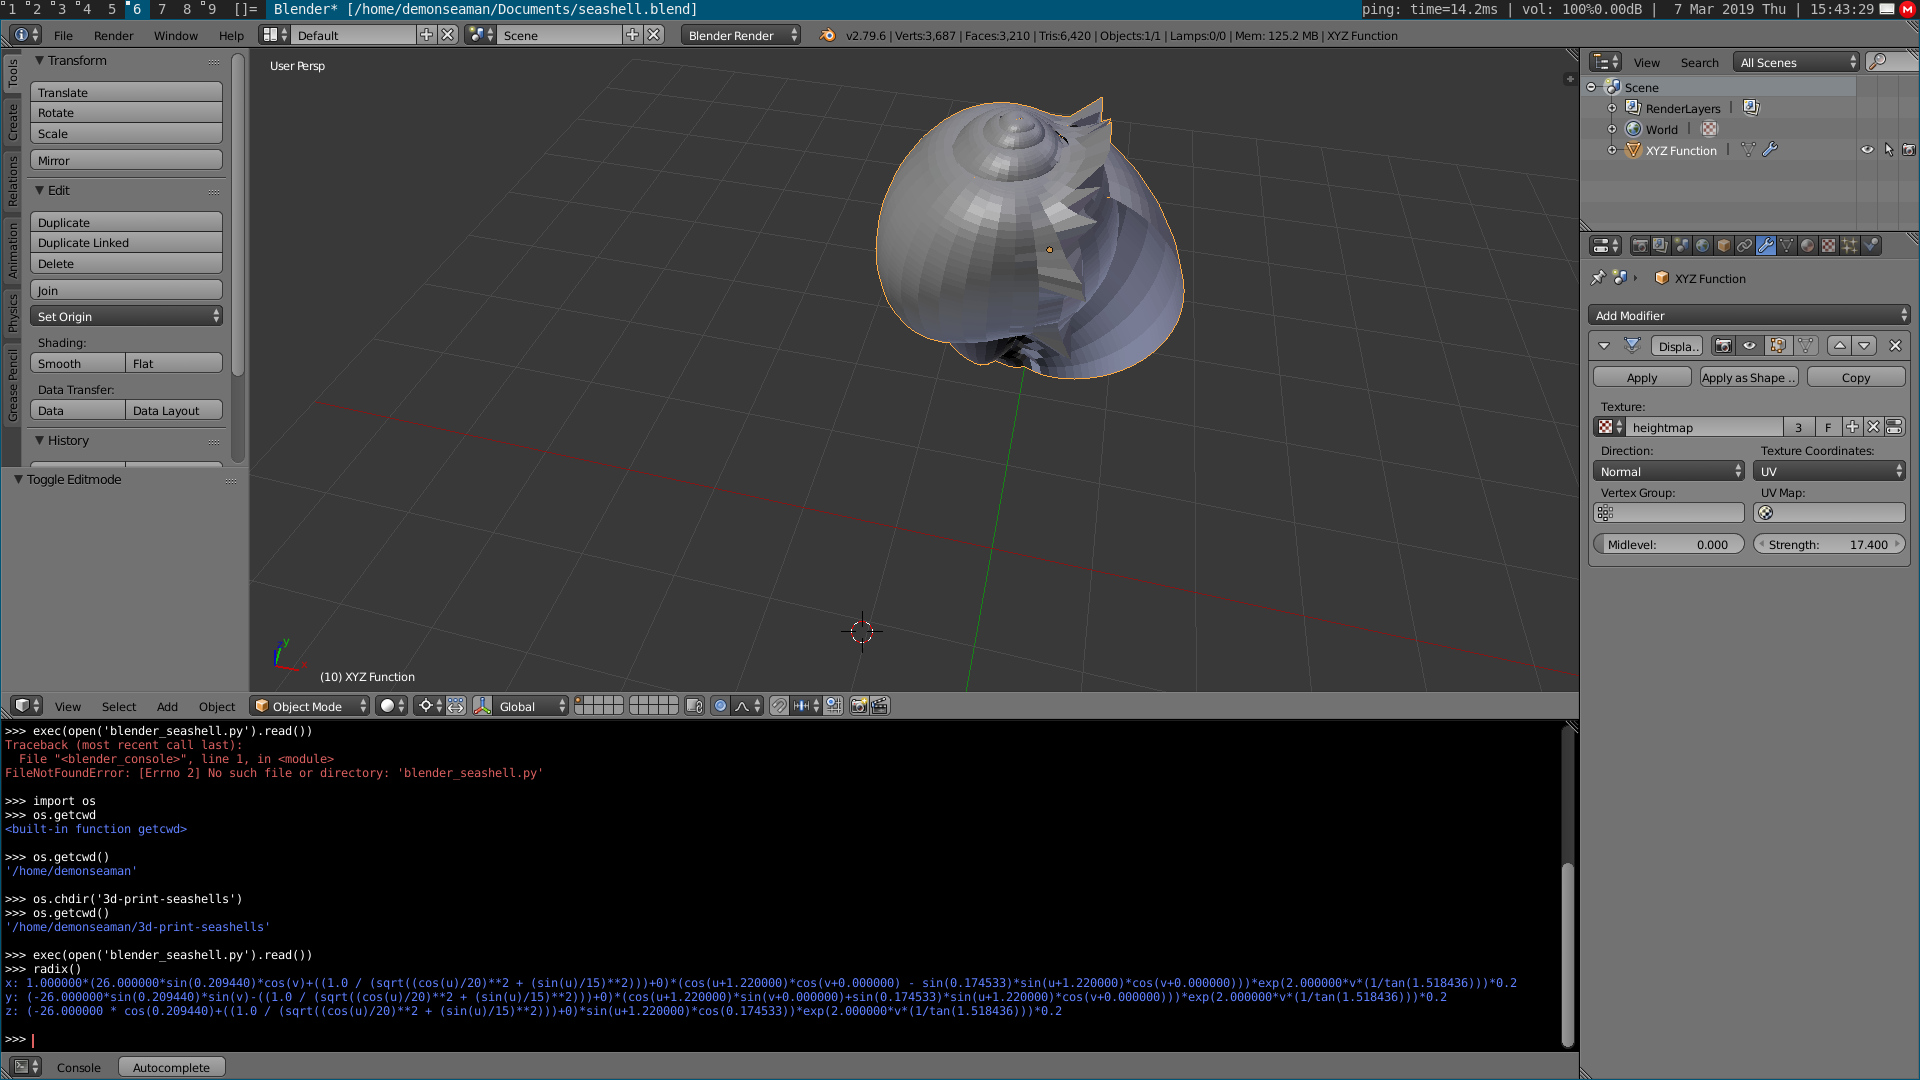 1 2 3 4 5 6 7 8 9 []= Blender* [/home/demonseaman/Documents/seashell.blend] ping: time=14.2ms | vol: 100%0.00dB | 7 Mar 2019 Thu | 15:43:29 M
File Render Window Help Default Scene Blender Render v2.79.6 | Verts:3,687 | Faces:3,210 | Tris:6,420 | Objects:1/1 | Lamps:0/0 | Mem: 125.2 MB | XYZ Function
Tools
Create
Relations
Animation
Physics
Grease Pencil
Transform
Translate
Rotate
Scale
Mirror
Edit
Duplicate
Duplicate Linked
Delete
Join
Set Origin
Shading:
Smooth Flat
Data Transfer:
Data Data Layout
History
Toggle Editmode
User Persp
y
x
(10) XYZ Function
View Select Add Object Object Mode Global
View Search All Scenes
Scene
RenderLayers |
World |
XYZ Function |
XYZ Function
Add Modifier
Displa..
Apply Apply as Shape .. Copy
Texture:
heightmap 3 F
Direction: Texture Coordinates:
Normal UV
Vertex Group: UV Map:
Midlevel: 0.000 Strength: 17.400
>>> exec(open('blender_seashell.py').read())
Traceback (most recent call last):
File "<blender_console>", line 1, in <module>
FileNotFoundError: [Errno 2] No such file or directory: 'blender_seashell.py'
>>> import os
>>> os.getcwd
<built-in function getcwd>
>>> os.getcwd()
'/home/demonseaman'
>>> os.chdir('3d-print-seashells')
>>> os.getcwd()
'/home/demonseaman/3d-print-seashells'
>>> exec(open('blender_seashell.py').read())
>>> radix()
x: 1.000000*(26.000000*sin(0.209440)*cos(v)+((1.0 / (sqrt((cos(u)/20)**2 + (sin(u)/15)**2)))+0)*(cos(u+1.220000)*cos(v+0.000000) - sin(0.174533)*sin(u+1.220000)*cos(v+0.000000)))*exp(2.000000*v*(1/tan(1.518436)))*0.2
y: (-26.000000*sin(0.209440)*sin(v)-((1.0 / (sqrt((cos(u)/20)**2 + (sin(u)/15)**2)))+0)*(cos(u+1.220000)*sin(v+0.000000)+sin(0.174533)*sin(u+1.220000)*cos(v+0.000000)))*exp(2.000000*v*(1/tan(1.518436)))*0.2
z: (-26.000000 * cos(0.209440)+((1.0 / (sqrt((cos(u)/20)**2 + (sin(u)/15)**2)))+0)*sin(u+1.220000)*cos(0.174533))*exp(2.000000*v*(1/tan(1.518436)))*0.2
>>>
Console Autocomplete